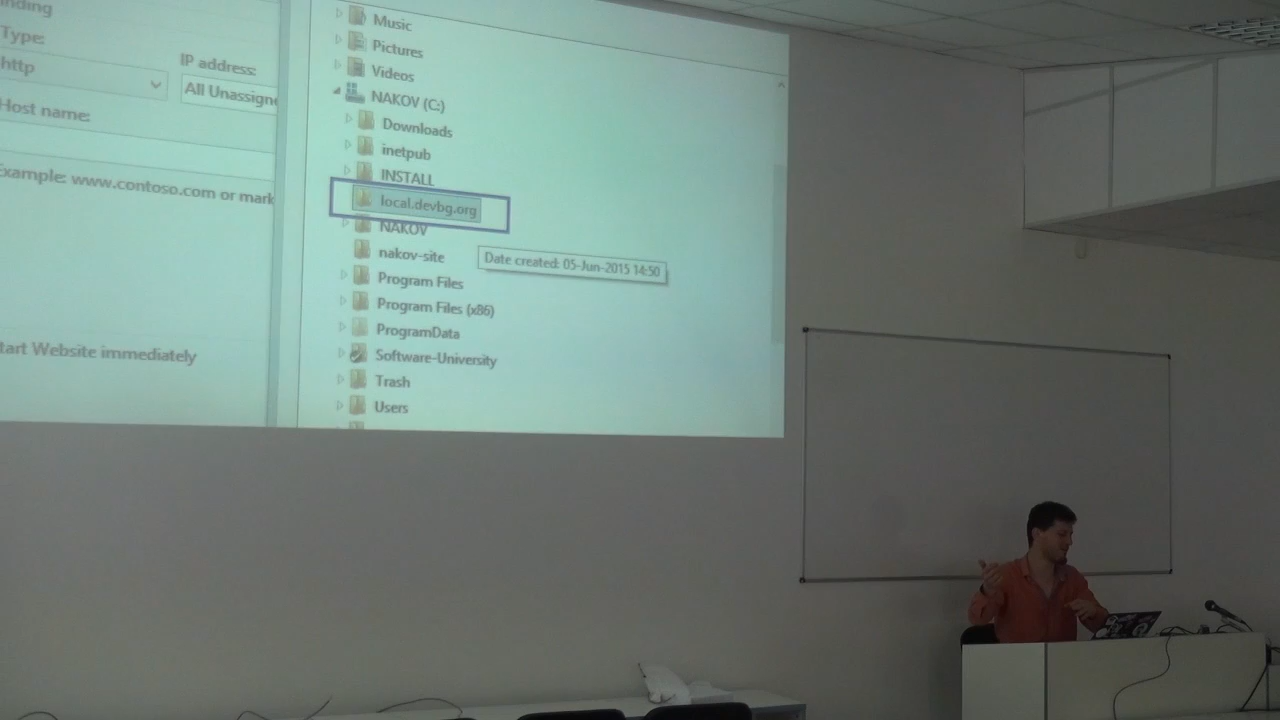 nding
Type:
http
IP address:
All Unassigne
Host name:
Example: www.contoso.com or mark
tart Website immediately
Music
Pictures
Videos
NAKOV (C:)
Downloads
inetpub
INSTALL
local.devbg.org
NAKOV
nakov-site
Date created: 05-Jun-2015 14:50
Program Files
Program Files (x86)
ProgramData
Software-University
Trash
Users